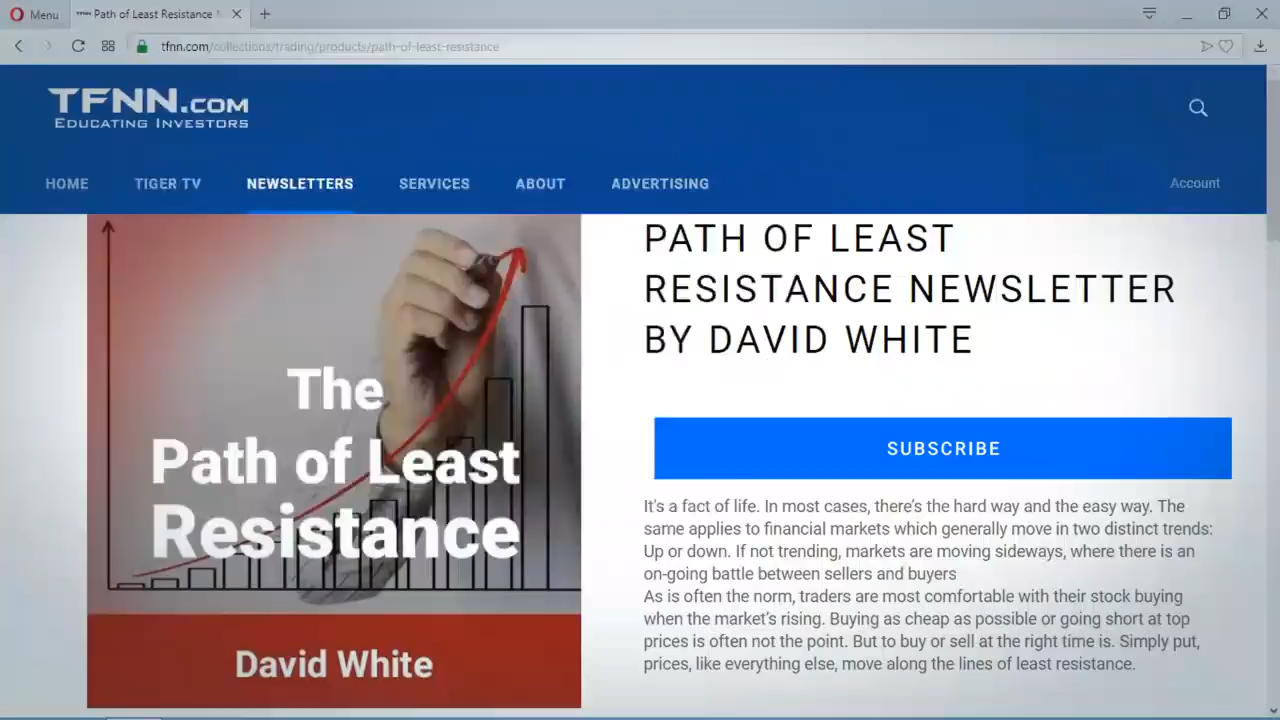 Menu
Path of Least Resistance
tfnn.com/collections/trading/products/path-of-least-resistance
TFNN.COM
EDUCATING INVESTORS
HOME
TIGER TV
NEWSLETTERS
SERVICES
ABOUT
ADVERTISING
Account
The
Path of Least
Resistance
David White
PATH OF LEAST
RESISTANCE NEWSLETTER
BY DAVID WHITE
SUBSCRIBE
It's a fact of life. In most cases, there's the hard way and the easy way. The
same applies to financial markets which generally move in two distinct trends:
Up or down. If not trending, markets are moving sideways, where there is an
on-going battle between sellers and buyers
As is often the norm, traders are most comfortable with their stock buying
when the market's rising. Buying as cheap as possible or going short at top
prices is often not the point. But to buy or sell at the right time is. Simply put,
prices, like everything else, move along the lines of least resistance.